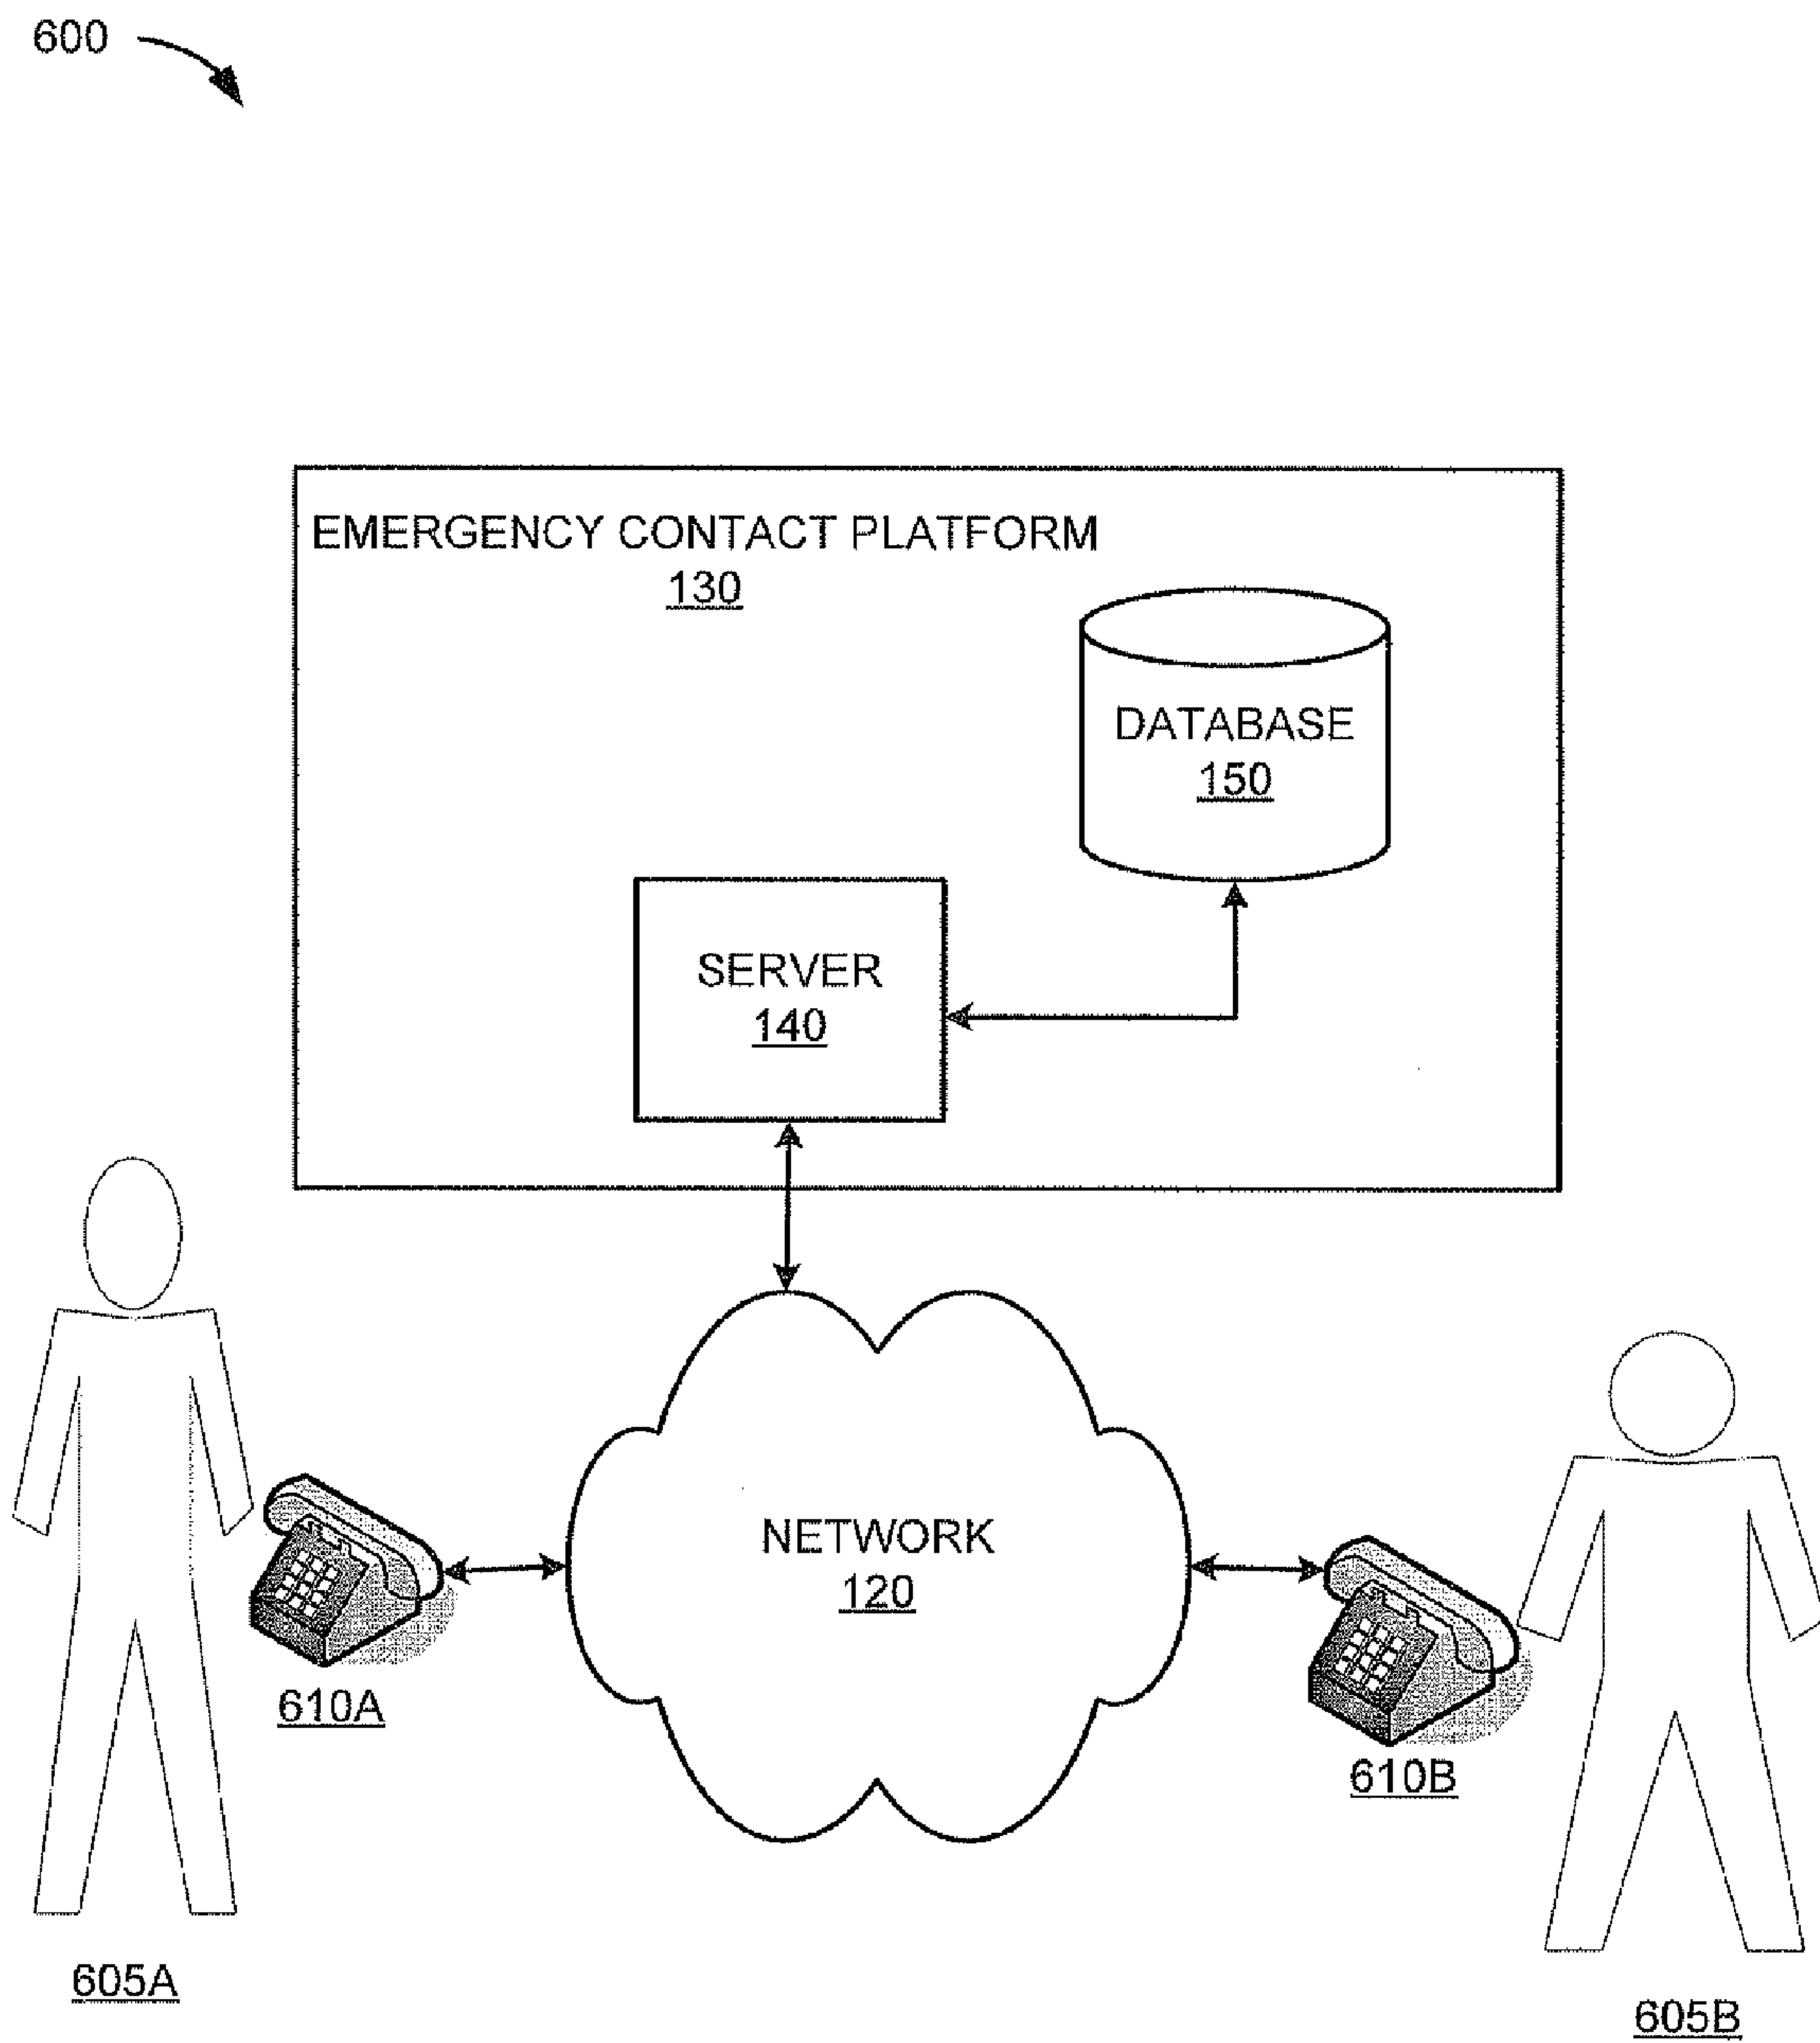 600
EMERGENCY CONTACT PLATFORM
130
DATABASE
150
SERVER
140
NETWORK
120
610A
610B
605A
605B